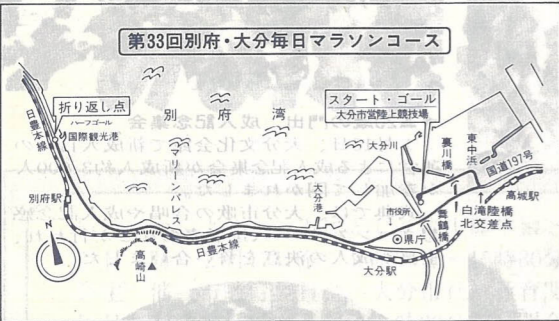 第33回別府・大分毎日マラソンコース
折り返し点
ハーフゴール
国際観光港
日豊本線
別府湾
スタート・ゴール
大分市営陸上競技場
大分川
裏川橋
東中浜
国道197号
別府駅
マリーンパレス
大分港
市役所
舞鶴橋
高城駅
白滝陸橋
北交差点
県庁
高崎山
日豊本線
大分駅